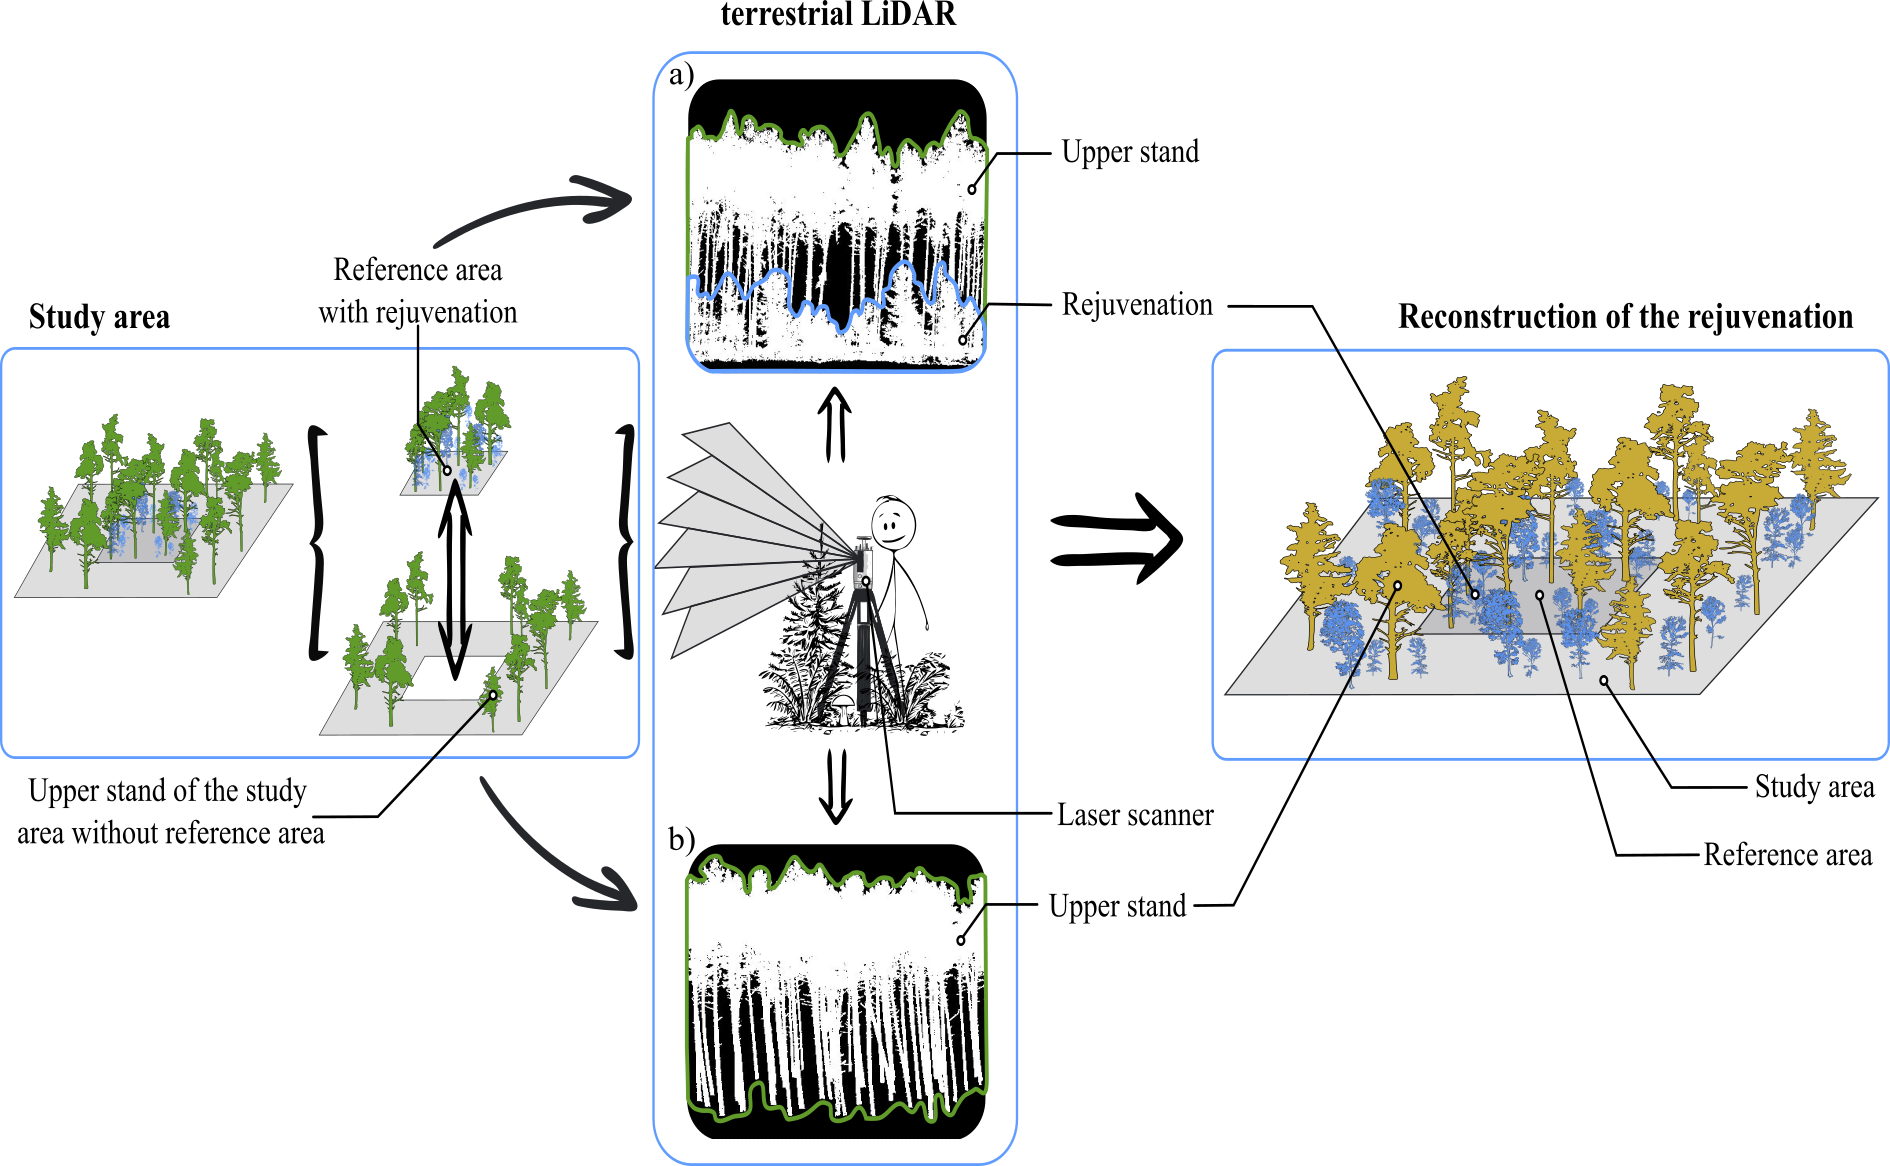 terrestrial LiDAR
a)
Upper stand
Reference area
with rejuvenation
Rejuvenation
Study area
Reconstruction of the rejuvenation
Upper stand of the study
area without reference area
Laser scanner
Study area
b)
Reference area
Upper stand